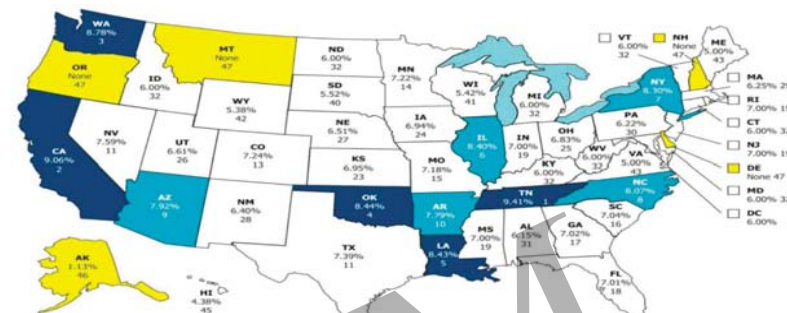 WA
8.78%
3
OR
None
47
CA
9.06%
2
NV
7.59%
11
ID
6.00%
32
MT
None
47
WY
5.38%
42
UT
6.61%
26
AZ
7.92%
9
CO
7.24%
13
NM
6.40%
28
ND
6.00%
32
SD
5.52%
40
NE
6.51%
27
KS
6.95%
23
OK
8.44%
4
TX
7.39%
11
MN
7.22%
14
IA
6.94%
24
MO
7.18%
15
AR
7.79%
10
LA
8.43%
5
WI
5.42%
41
IL
8.40%
6
MI
6.00%
32
IN
7.00%
19
OH
6.83%
25
KY
6.00%
32
WV
6.00%
32
TN
9.41% 1
MS
7.00%
19
AL
6.15%
31
GA
7.02%
17
FL
7.01%
18
SC
7.04%
16
NC
8.07%
8
VA
5.00%
43
PA
6.22%
30
NY
8.30%
7
VT
6.00%
32
NH
None
47
ME
5.00%
43
MA
6.25% 29
RI
7.00% 19
CT
6.00% 32
NJ
7.00% 19
DE
None 47
MD
6.00% 32
DC
6.00%
AK
1.13%
46
HI
4.38%
45